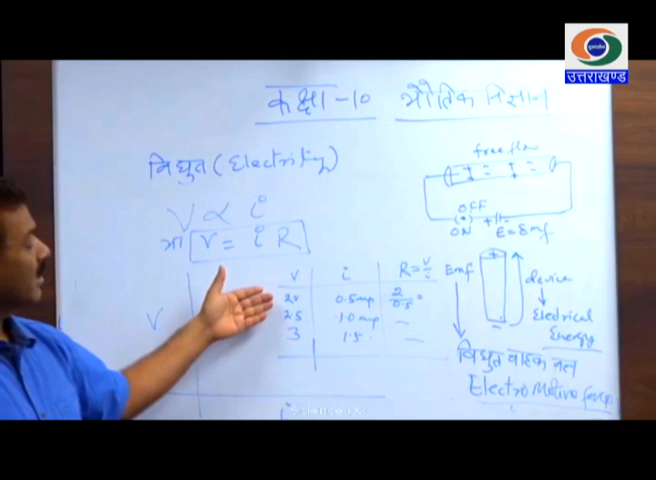 उत्तराखण्ड
कक्षा-10 भौतिक विज्ञान
विद्युत (Electricity)
V ∝ i
या V = i R
free flow
OFF
ON E = Emf
V i R = V/i
2V 0.5 amp 2/0.5 =
2.5 1.0 amp —
3 1.5 . —
V
i
Emf
device
Electrical
Energy
विद्युत वाहक बल
Electro Motive force